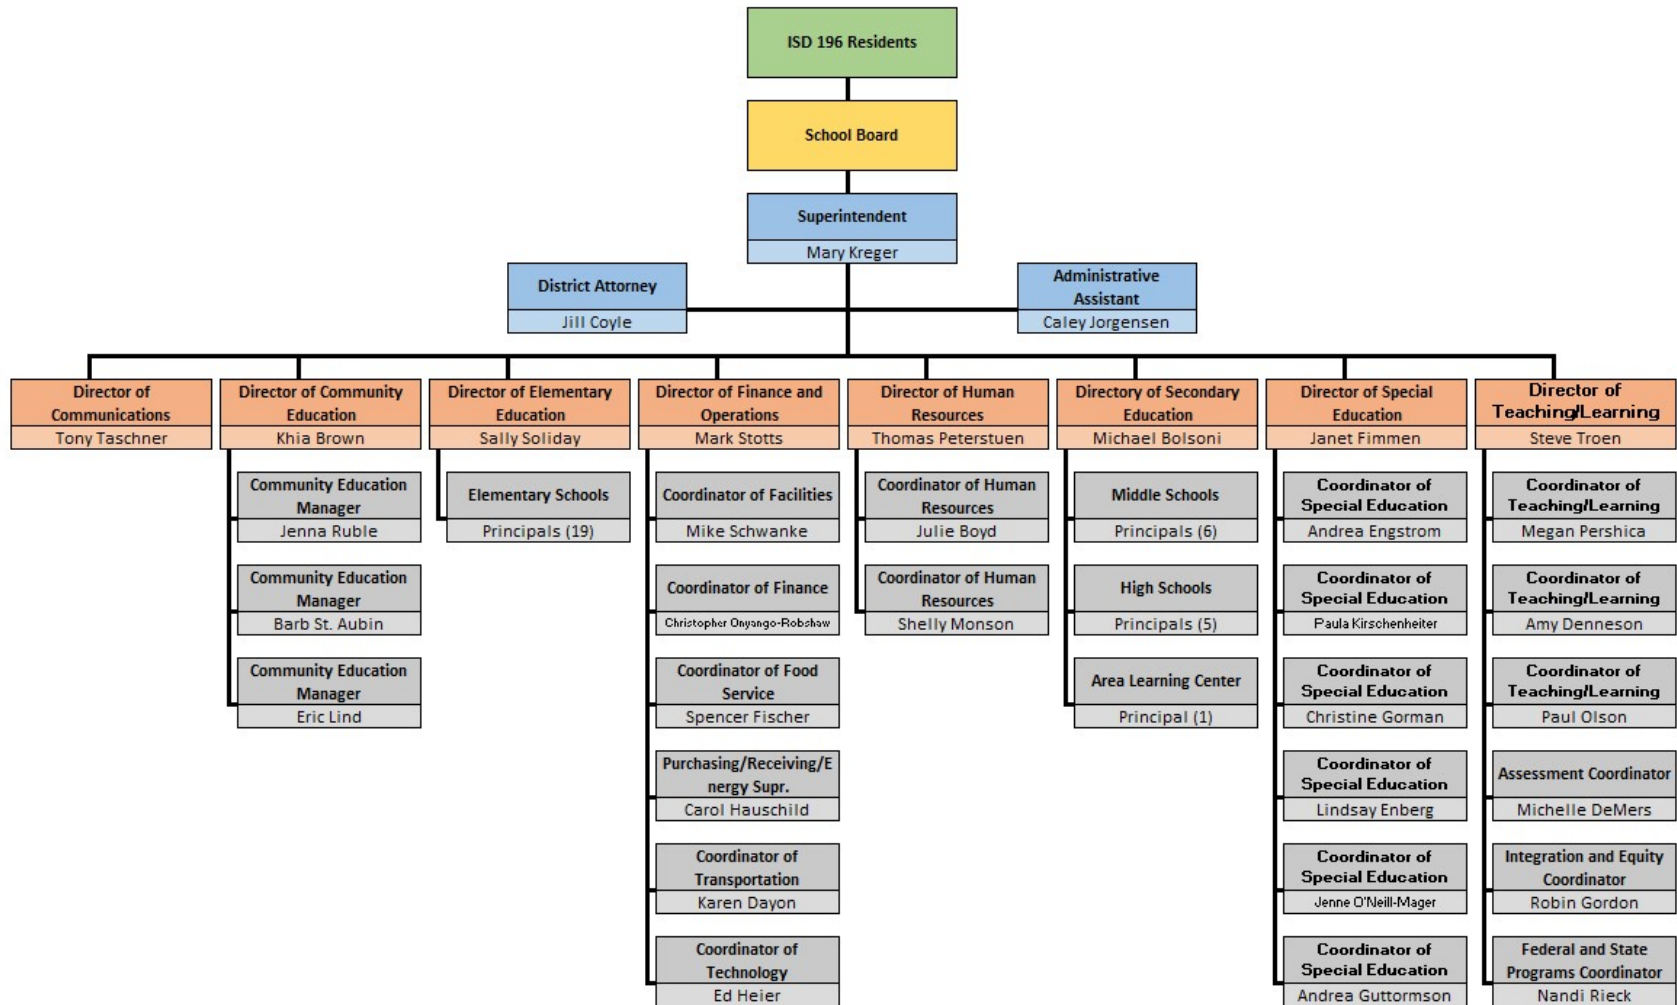 ISD 196 Residents
School Board
Superintendent
Mary Kreger
District Attorney
Jill Coyle
Administrative
Assistant
Caley Jorgensen
Director of
Communications
Tony Taschner
Director of Community
Education
Khia Brown
Community Education
Manager
Jenna Ruble
Community Education
Manager
Barb St. Aubin
Community Education
Manager
Eric Lind
Director of Elementary
Education
Sally Soliday
Elementary Schools
Principals (19)
Director of Finance and
Operations
Mark Stotts
Coordinator of Facilities
Mike Schwanke
Coordinator of Finance
Christopher Onyango-Robshaw
Coordinator of Food
Service
Spencer Fischer
Purchasing/Receiving/E
nergy Supr.
Carol Hauschild
Coordinator of
Transportation
Karen Dayon
Coordinator of
Technology
Ed Heier
Director of Human
Resources
Thomas Peterstuen
Coordinator of Human
Resources
Julie Boyd
Coordinator of Human
Resources
Shelly Monson
Directory of Secondary
Education
Michael Bolsoni
Middle Schools
Principals (6)
High Schools
Principals (5)
Area Learning Center
Principal (1)
Director of Special
Education
Janet Fimmen
Coordinator of
Special Education
Andrea Engstrom
Coordinator of
Special Education
Paula Kirschenheiter
Coordinator of
Special Education
Christine Gorman
Coordinator of
Special Education
Lindsay Enberg
Coordinator of
Special Education
Jenne O'Neill-Mager
Coordinator of
Special Education
Andrea Guttormson
Director of
Teaching/Learning
Steve Troen
Coordinator of
Teaching/Learning
Megan Pershica
Coordinator of
Teaching/Learning
Amy Denneson
Coordinator of
Teaching/Learning
Paul Olson
Assessment Coordinator
Michelle DeMers
Integration and Equity
Coordinator
Robin Gordon
Federal and State
Programs Coordinator
Nandi Rieck